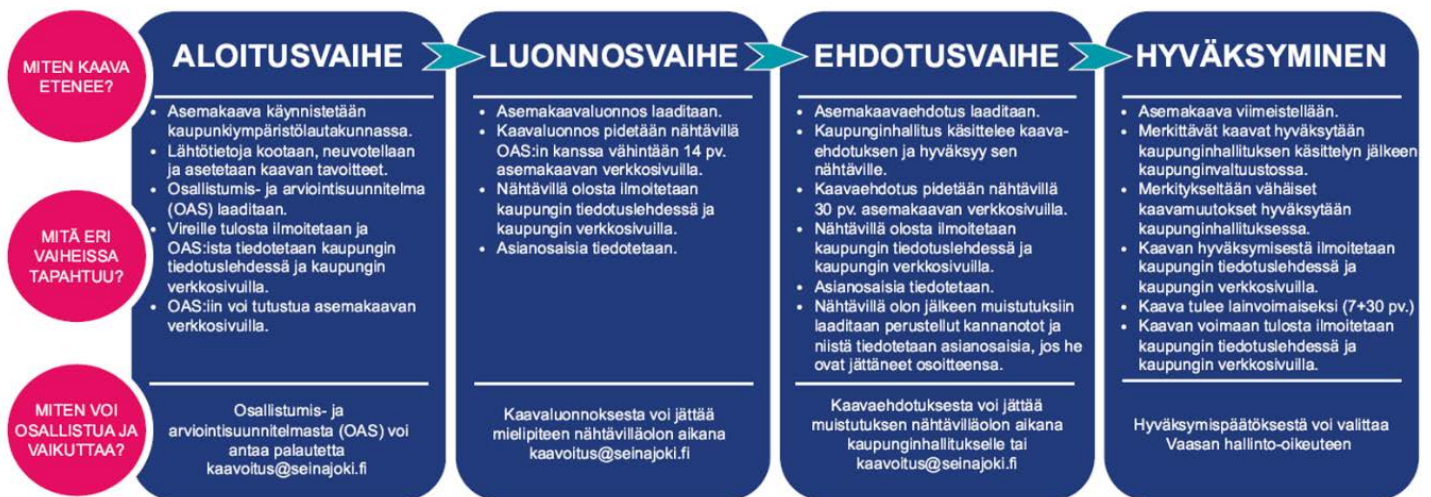 MITEN KAAVA
ETENEE?
MITÄ ERI
VAIHEISSA
TAPAHTUU?
MITEN VOI
OSALLISTUA JA
VAIKUTTAA?
ALOITUSVAIHE
• Asemakaava käynnistetään
kaupunkiympäristölautakunnassa.
• Lähtötietoja kootaan, neuvotellaan
ja asetetaan kaavan tavoitteet.
• Osallistumis- ja arviointisuunnitelma
(OAS) laaditaan.
• Vireille tulosta ilmoitetaan ja
OAS:ista tiedotetaan kaupungin
tiedotuslehdessä ja kaupungin
verkkosivuilla.
• OAS:iin voi tutustua asemakaavan
verkkosivuilla.
Osallistumis- ja
arviointisuunnitelmasta (OAS) voi
antaa palautetta
kaavoitus@seinajoki.fi
LUONNOSVAIHE
• Asemakaavaluonnos laaditaan.
• Kaavaluonnos pidetään nähtävillä
OAS:in kanssa vähintään 14 pv.
asemakaavan verkkosivuilla.
• Nähtävillä olosta ilmoitetaan
kaupungin tiedotuslehdessä ja
kaupungin verkkosivuilla.
• Asianosaisia tiedotetaan.
Kaavaluonnoksesta voi jättää
mielipiteen nähtävilläolon aikana
kaavoitus@seinajoki.fi
EHDOTUSVAIHE
• Asemakaavaehdotus laaditaan.
• Kaupunginhallitus käsittelee kaava-
ehdotuksen ja hyväksyy sen
nähtäville.
• Kaavaehdotus pidetään nähtävillä
30 pv. asemakaavan verkkosivuilla.
• Nähtävillä olosta ilmoitetaan
kaupungin tiedotuslehdessä ja
kaupungin verkkosivuilla.
• Asianosaisia tiedotetaan.
• Nähtävillä olon jälkeen muistutuksiin
laaditaan perustellut kannanotot ja
niistä tiedotetaan asianosaisia, jos he
ovat jättäneet osoitteensa.
Kaavaehdotuksesta voi jättää
muistutuksen nähtävilläolon aikana
kaupunginhallitukselle tai
kaavoitus@seinajoki.fi
HYVÄKSYMINEN
• Asemakaava viimeistellään.
• Merkittävät kaavat hyväksytään
kaupunginhallituksen käsittelyn jälkeen
kaupunginvaltuustossa.
• Merkitykseltään vähäiset
kaavamuutokset hyväksytään
kaupunginhallituksessa.
• Kaavan hyväksymisestä ilmoitetaan
kaupungin tiedotuslehdessä ja
kaupungin verkkosivuilla.
• Kaava tulee lainvoimaiseksi (7+30 pv.)
• Kaavan voimaan tulosta ilmoitetaan
kaupungin tiedotuslehdessä ja
kaupungin verkkosivuilla.
Hyväksymispäätöksestä voi valittaa
Vaasan hallinto-oikeuteen